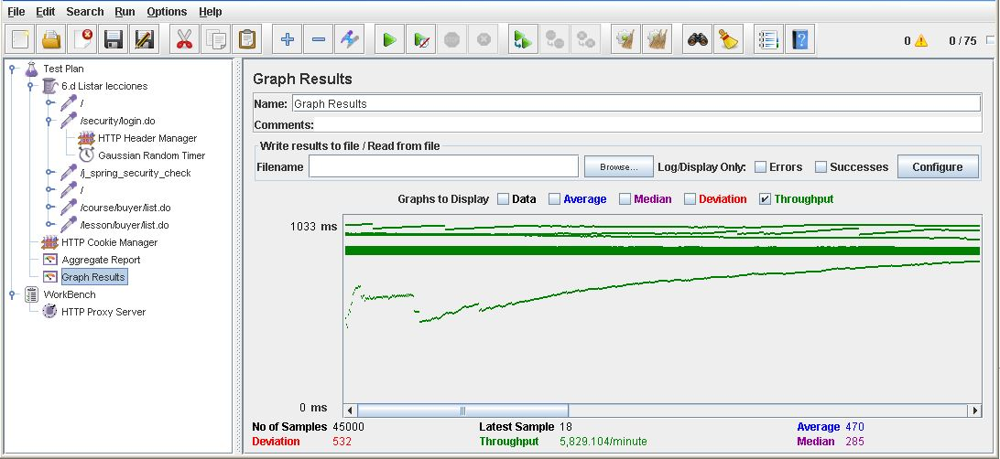 File Edit Search Run Options Help
0 0 / 75
Test Plan
6.d Listar lecciones
/
/security/login.do
HTTP Header Manager
Gaussian Random Timer
/j_spring_security_check
/
/course/buyer/list.do
/lesson/buyer/list.do
HTTP Cookie Manager
Aggregate Report
Graph Results
WorkBench
HTTP Proxy Server
Graph Results
Name: Graph Results
Comments:
Write results to file / Read from file
Filename Browse... Log/Display Only: Errors Successes Configure
Graphs to Display Data Average Median Deviation Throughput
1033 ms
0 ms
No of Samples 45000 Latest Sample 18 Average 470
Deviation 532 Throughput 5,829.104/minute Median 285